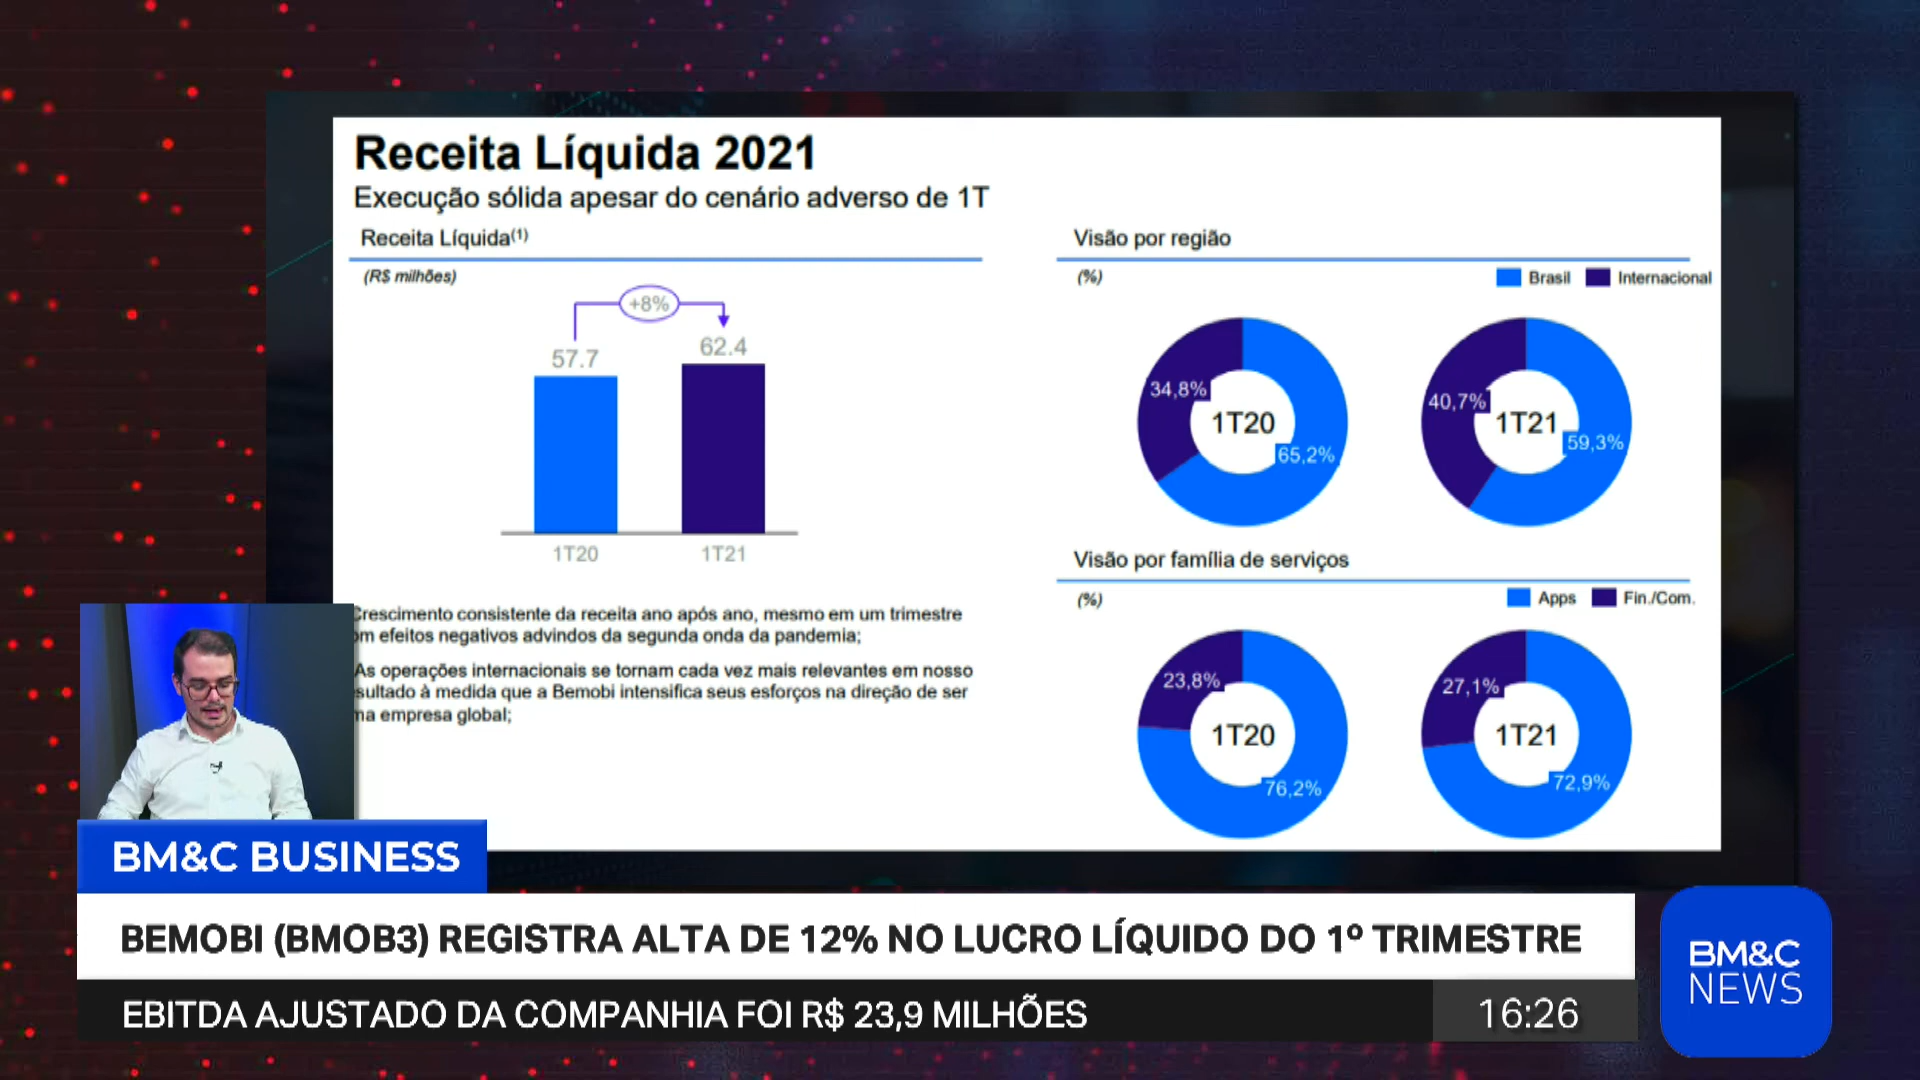 Receita Líquida 2021
Execução sólida apesar do cenário adverso de 1T
Receita Líquida(1)
(R$ milhões)
+8%
57.7
62.4
1T20
1T21
Crescimento consistente da receita ano após ano, mesmo em um trimestre
efeitos negativos advindos da segunda onda da pandemia;
As operações internacionais se tornam cada vez mais relevantes em nosso
à medida que a Bemobi intensifica seus esforços na direção de ser
empresa global;
Visão por região
(%)
Brasil
Internacional
34,8%
1T20
65,2%
40,7%
1T21
59,3%
Visão por família de serviços
(%)
Apps
Fin./Com.
23,8%
1T20
76,2%
27,1%
1T21
72,9%
BM&C BUSINESS
BEMOBI (BMOB3) REGISTRA ALTA DE 12% NO LUCRO LÍQUIDO DO 1º TRIMESTRE
EBITDA AJUSTADO DA COMPANHIA FOI R$ 23,9 MILHÕES
16:26
BM&C
NEWS